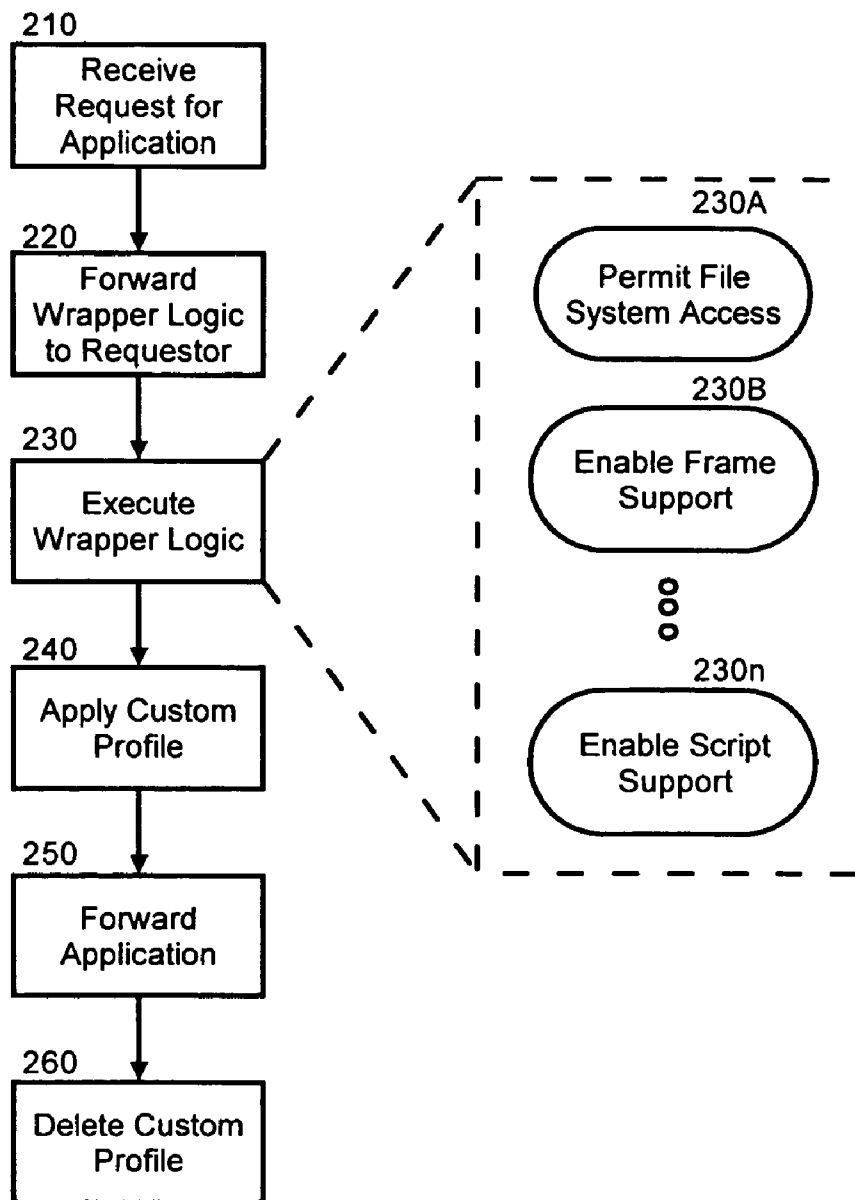 210
Receive
Request for
Application
220
Forward
Wrapper Logic
to Requestor
230
Execute
Wrapper Logic
240
Apply Custom
Profile
250
Forward
Application
260
Delete Custom
Profile
230A
Permit File
System Access
230B
Enable Frame
Support
230n
Enable Script
Support